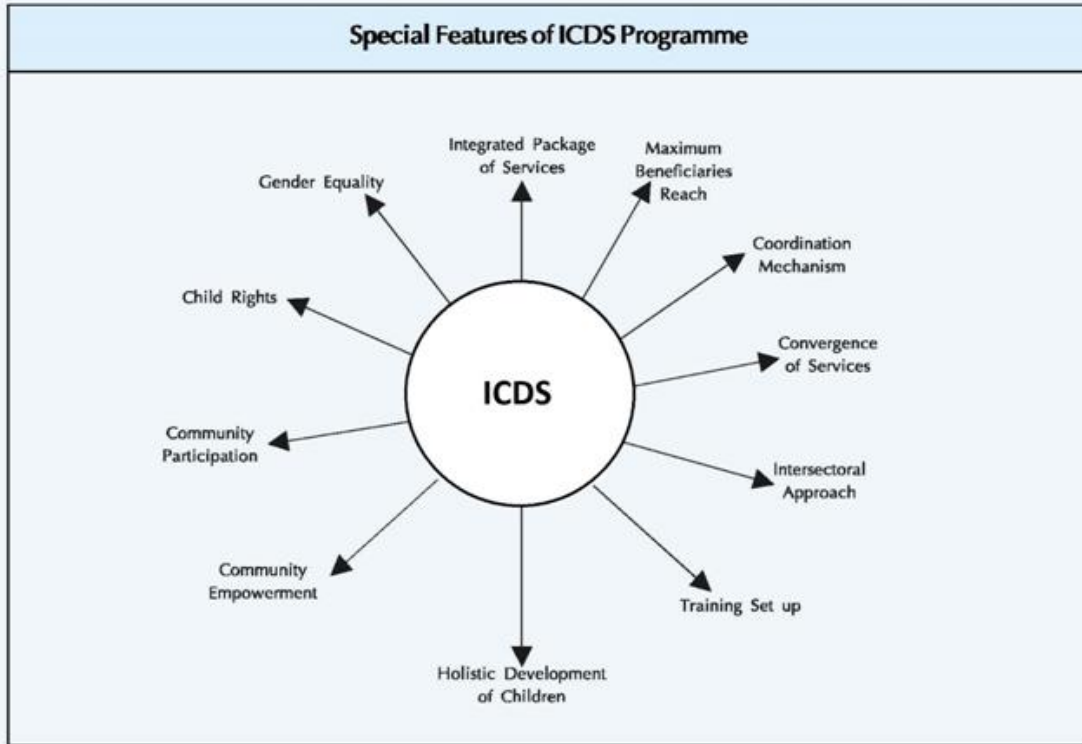 Special Features of ICDS Programme
Integrated Package
of Services
Maximum
Beneficiaries
Reach
Gender Equality
Coordination
Mechanism
Child Rights
Convergence
of Services
ICDS
Community
Participation
Intersectoral
Approach
Community
Empowerment
Training Set up
Holistic Development
of Children